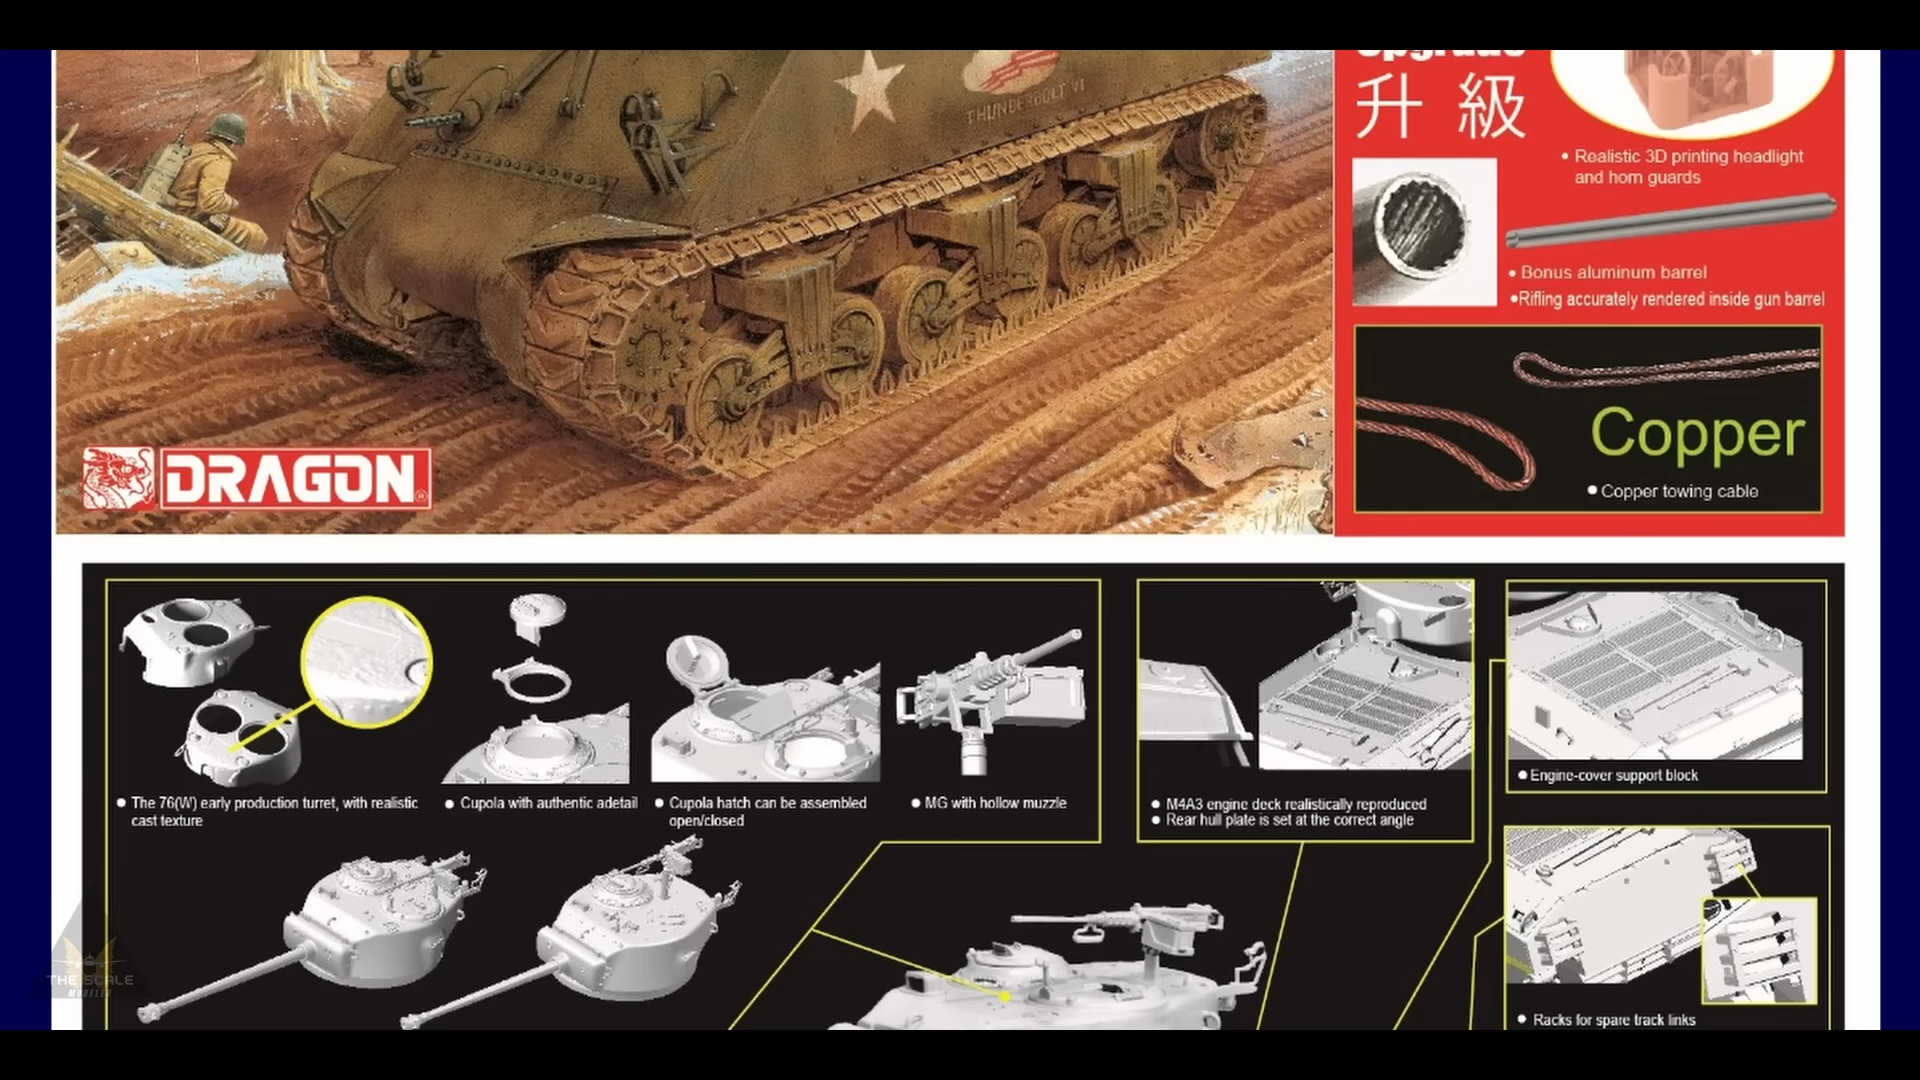 Upgrade
升 級
THUNDERBOLT VI
• Realistic 3D printing headlight
and horn guards
• Bonus aluminum barrel
•Rifling accurately rendered inside gun barrel
Copper
• Copper towing cable
DRAGON®
• The 76(W) early production turret, with realistic
cast texture
• Cupola with authentic adetail
• Cupola hatch can be assembled
open/closed
• MG with hollow muzzle
• M4A3 engine deck realistically reproduced
• Rear hull plate is set at the correct angle
• Engine-cover support block
• Racks for spare track links
THE SCALE
MODELER